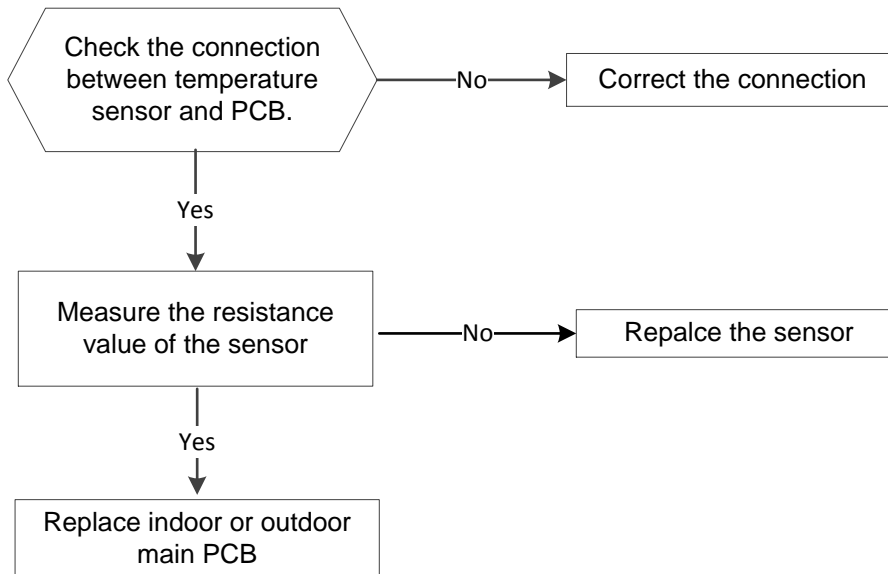 Check the connection
between temperature
sensor and PCB.
No
Correct the connection
Yes
Measure the resistance
value of the sensor
No
Repalce the sensor
Yes
Replace indoor or outdoor
main PCB